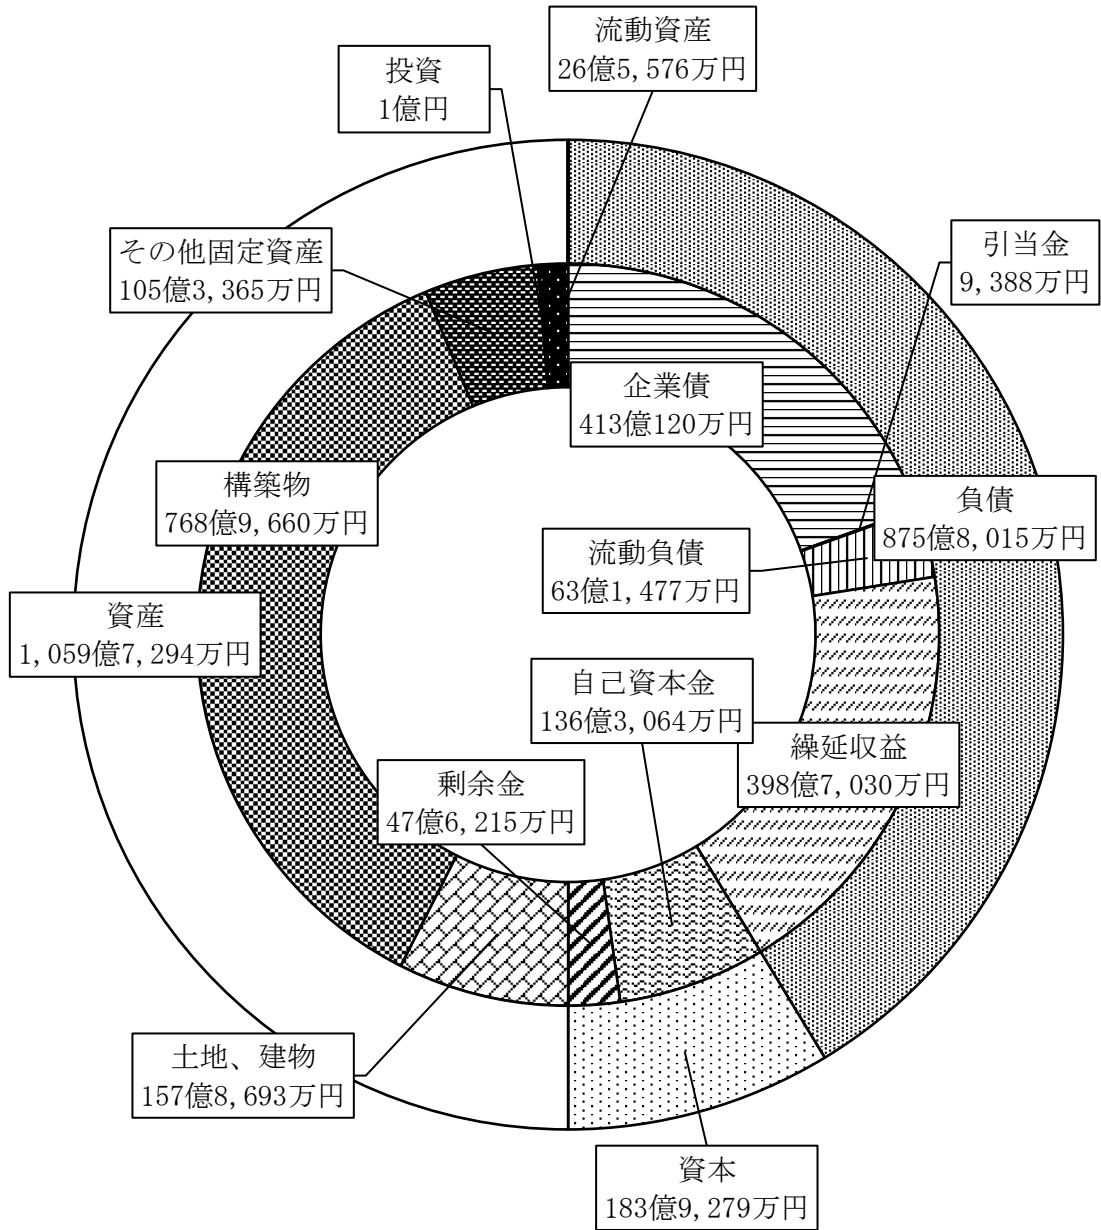 流動資産
26億5,576万円
投資
1億円
引当金
9,388万円
その他固定資産
105億3,365万円
企業債
413億120万円
構築物
768億9,660万円
負債
875億8,015万円
流動負債
63億1,477万円
資産
1,059億7,294万円
自己資本金
136億3,064万円
繰延収益
398億7,030万円
剰余金
47億6,215万円
土地、建物
157億8,693万円
資本
183億9,279万円